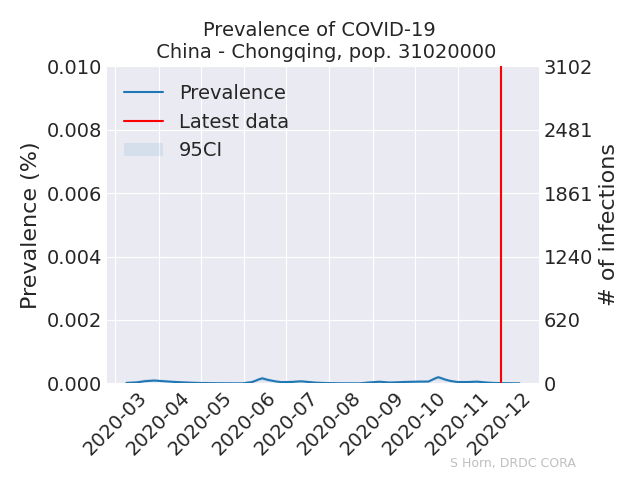 Prevalence of COVID-19
China - Chongqing, pop. 31020000
0.010
0.008
0.006
0.004
0.002
0.000
Prevalence (%)
Prevalence
Latest data
95CI
3102
2481
1861
1240
620
0
# of infections
2020-03
2020-04
2020-05
2020-06
2020-07
2020-08
2020-09
2020-10
2020-11
2020-12
S Horn, DRDC CORA